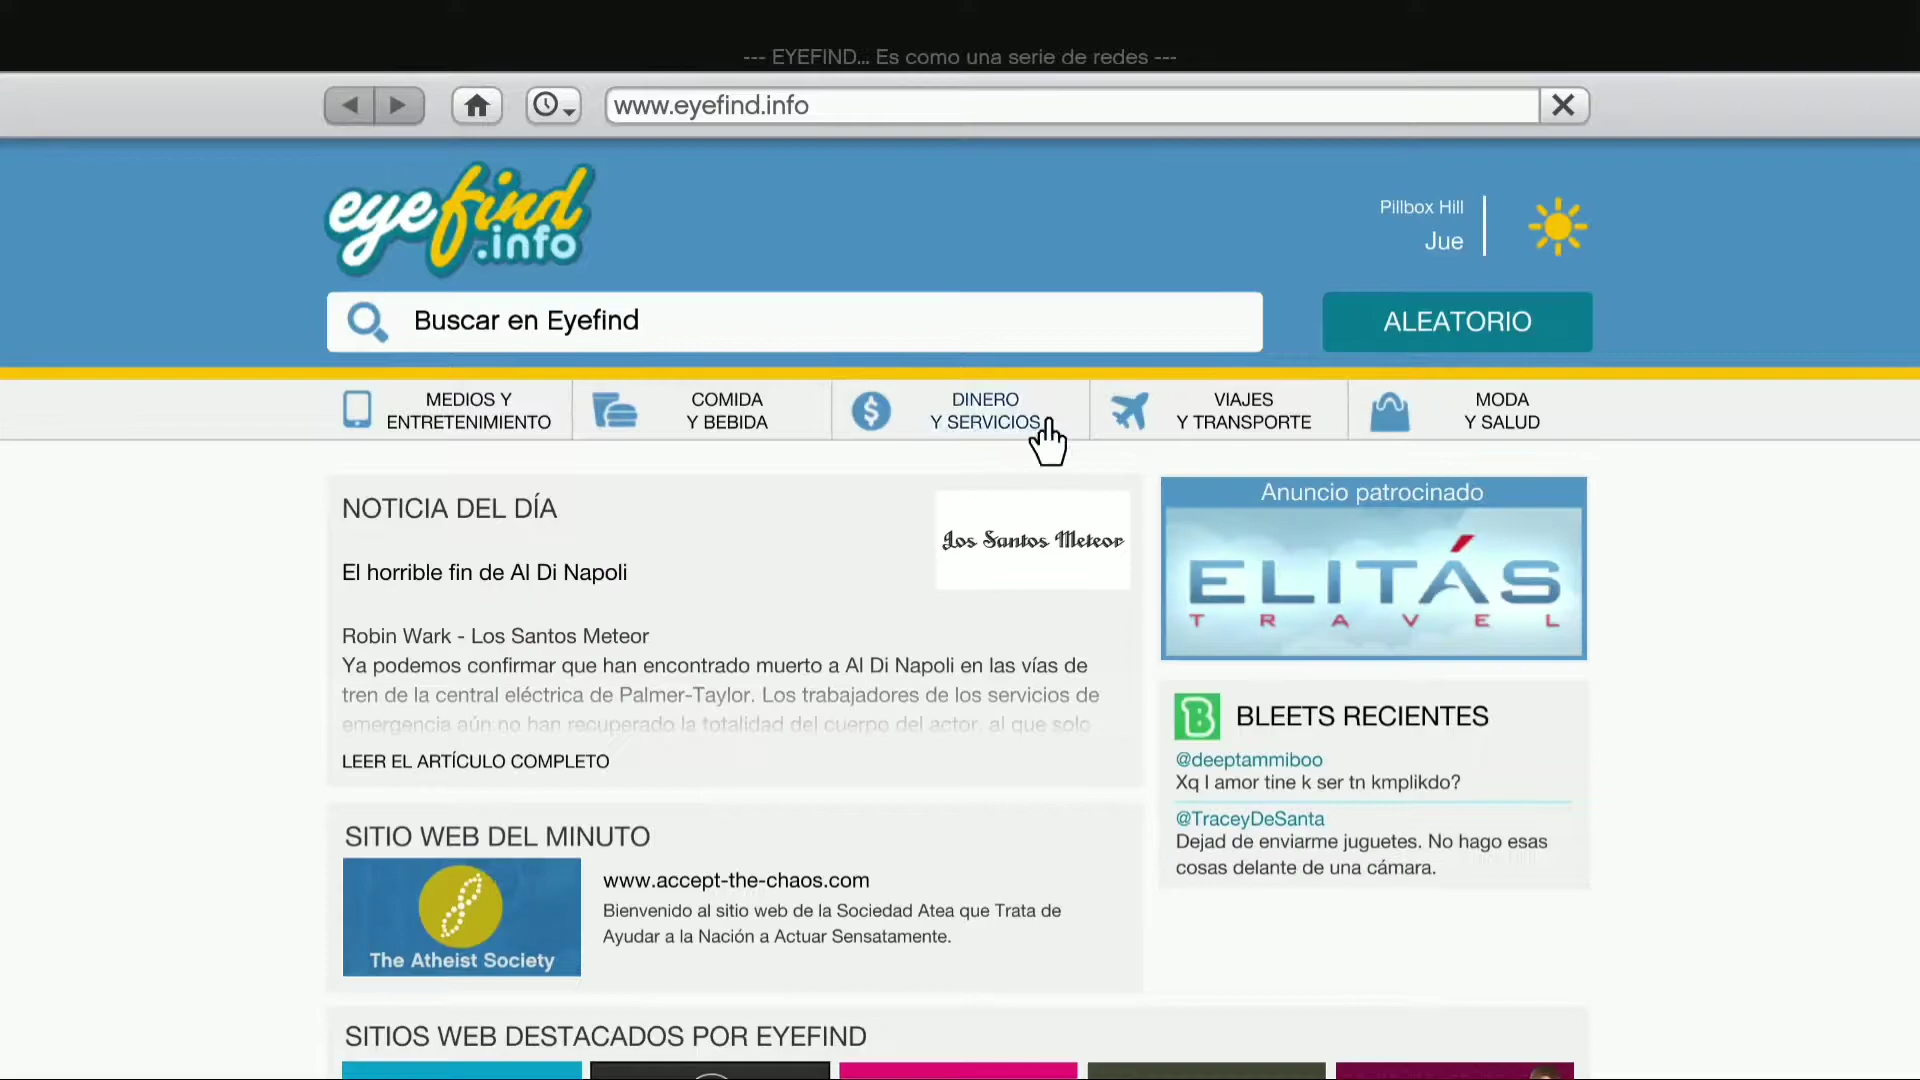 --- EYEFIND... Es como una serie de redes ---
www.eyefind.info
eyefind
.info
Pillbox Hill
Jue
Buscar en Eyefind
ALEATORIO
MEDIOS Y
ENTRETENIMIENTO
COMIDA
Y BEBIDA
DINERO
Y SERVICIOS
VIAJES
Y TRANSPORTE
MODA
Y SALUD
NOTICIA DEL DÍA
Los Santos Meteor
El horrible fin de Al Di Napoli
Robin Wark - Los Santos Meteor
Ya podemos confirmar que han encontrado muerto a Al Di Napoli en las vías de
tren de la central eléctrica de Palmer-Taylor. Los trabajadores de los servicios de
emergencia aún no han recuperado la totalidad del cuerpo del actor, al que solo
LEER EL ARTÍCULO COMPLETO
Anuncio patrocinado
ELITÁS
TRAVEL
BLEETS RECIENTES
@deeptammiboo
Xq l amor tine k ser tn kmplikdo?
@TraceyDeSanta
Dejad de enviarme juguetes. No hago esas
cosas delante de una cámara.
SITIO WEB DEL MINUTO
The Atheist Society
www.accept-the-chaos.com
Bienvenido al sitio web de la Sociedad Atea que Trata de
Ayudar a la Nación a Actuar Sensatamente.
SITIOS WEB DESTACADOS POR EYEFIND